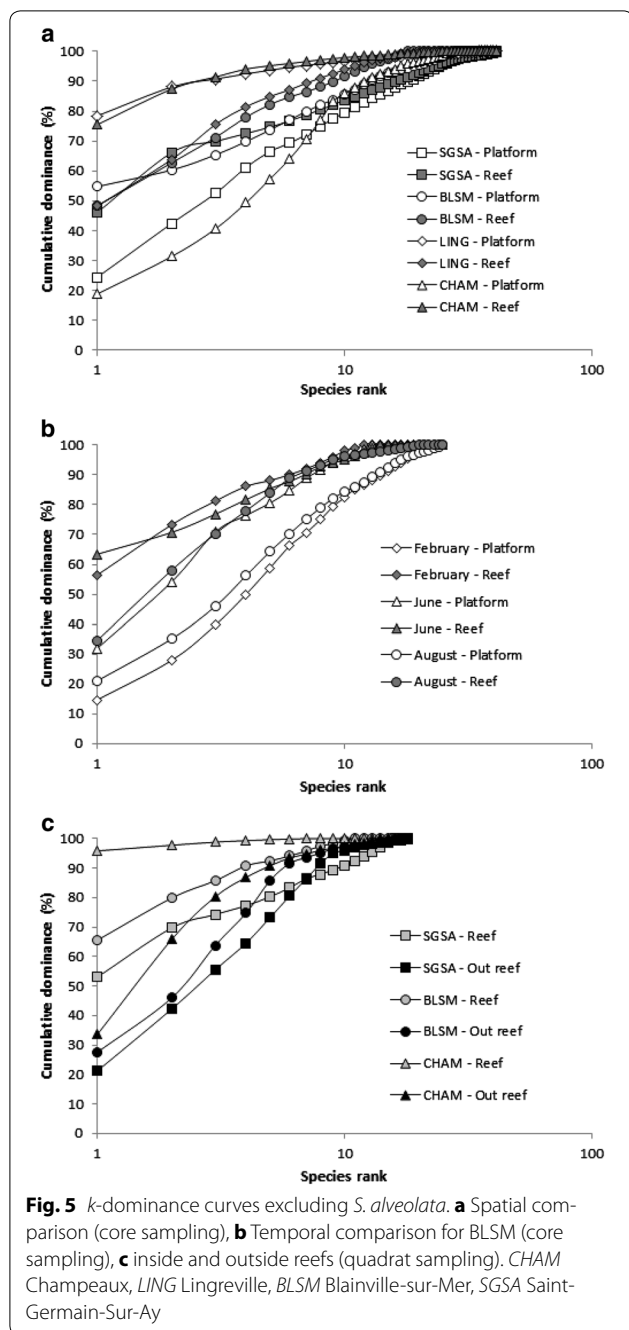 a
100
90
80
70
60
50
40
30
20
10
0
Cumulative dominance (%)
SGSA - Platform
SGSA - Reef
BLSM - Platform
BLSM - Reef
LING - Platform
LING - Reef
CHAM - Platform
CHAM - Reef
1 10 100
Species rank
b
100
90
80
70
60
50
40
30
20
10
0
Cumulative dominance (%)
February - Platform
February - Reef
June - Platform
June - Reef
August - Platform
August - Reef
1 10 100
Species rank
c
100
90
80
70
60
50
40
30
20
10
0
Cumulative dominance (%)
SGSA - Reef
SGSA - Out reef
BLSM - Reef
BLSM - Out reef
CHAM - Reef
CHAM - Out reef
1 10 100
Species rank
Fig. 5 k-dominance curves excluding S. alveolata. a Spatial com-
parison (core sampling), b Temporal comparison for BLSM (core
sampling), c inside and outside reefs (quadrat sampling). CHAM
Champeaux, LING Lingreville, BLSM Blainville-sur-Mer, SGSA Saint-
Germain-Sur-Ay